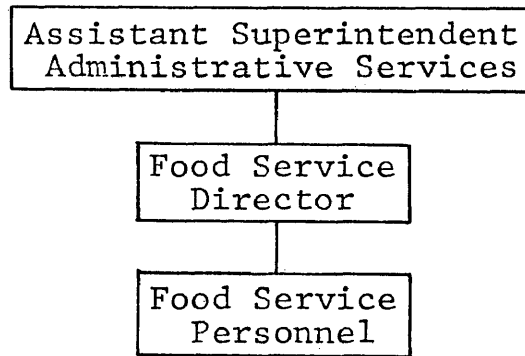 Assistant Superintendent
Administrative Services
Food Service
Director
Food Service
Personnel